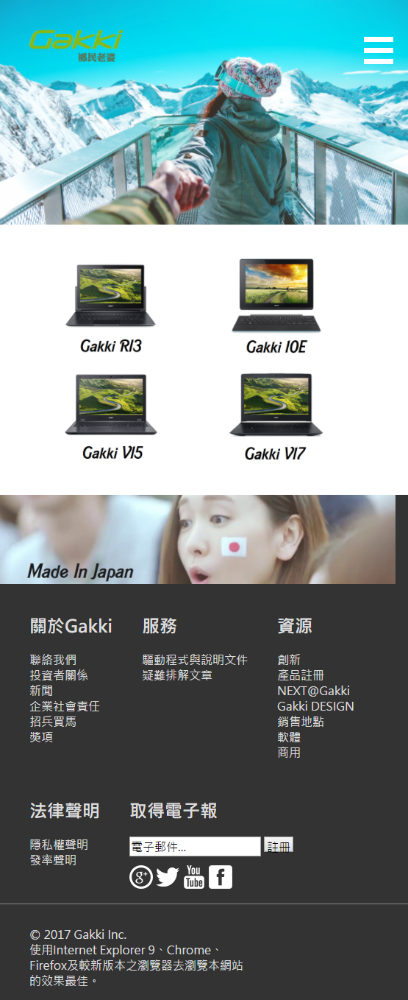 Gakki
鄉民老婆
Gakki R13
Gakki 10E
Gakki V15
Gakki V17
Made In Japan
關於Gakki
聯絡我們
投資者關係
新聞
企業社會責任
招兵買馬
獎項
服務
驅動程式與說明文件
疑難排解文章
資源
創新
產品註冊
NEXT@Gakki
Gakki DESIGN
銷售地點
軟體
商用
法律聲明
隱私權聲明
發率聲明
取得電子報
電子郵件... 註冊
g+ You Tube f
© 2017 Gakki Inc.
使用Internet Explorer 9、Chrome、
Firefox及較新版本之瀏覽器去瀏覽本網站
的效果最佳。